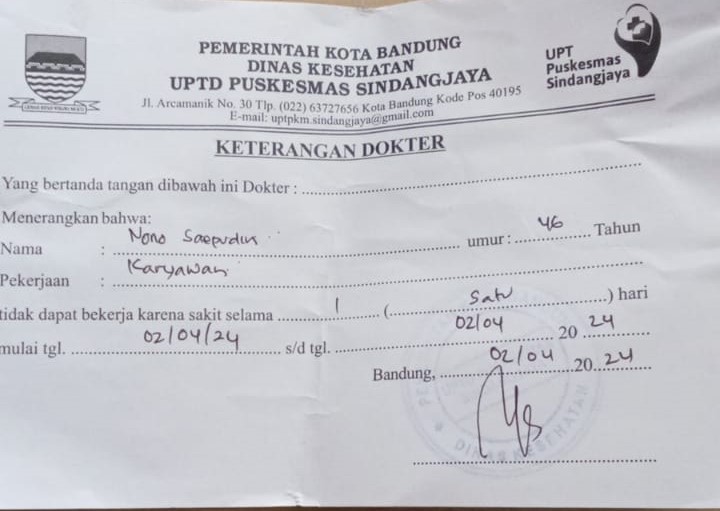 PEMERINTAH KOTA BANDUNG
DINAS KESEHATAN
UPTD PUSKESMAS SINDANGJAYA
Jl. Arcamanik No. 30 Tlp. (022) 63727656 Kota Bandung Kode Pos 40195
E-mail: uptpkm.sindangjaya@gmail.com
UPT
Puskesmas
Sindangjaya
KETERANGAN DOKTER
Yang bertanda tangan dibawah ini Dokter :
Menerangkan bahwa:
Nama : Nono Saepudin umur : 46 Tahun
Pekerjaan : Karyawan
tidak dapat bekerja karena sakit selama 1 ( Satu ) hari
mulai tgl. 02/04/24 s/d tgl. 02/04 20 24
Bandung, 02/04 20 24
DINAS KESEHATAN